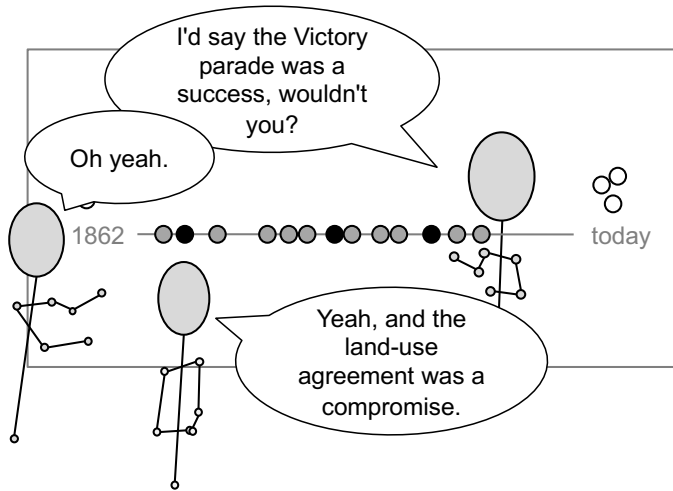 I'd say the Victory
parade was a
success, wouldn't
you?
Oh yeah.
1862
today
Yeah, and the
land-use
agreement was a
compromise.